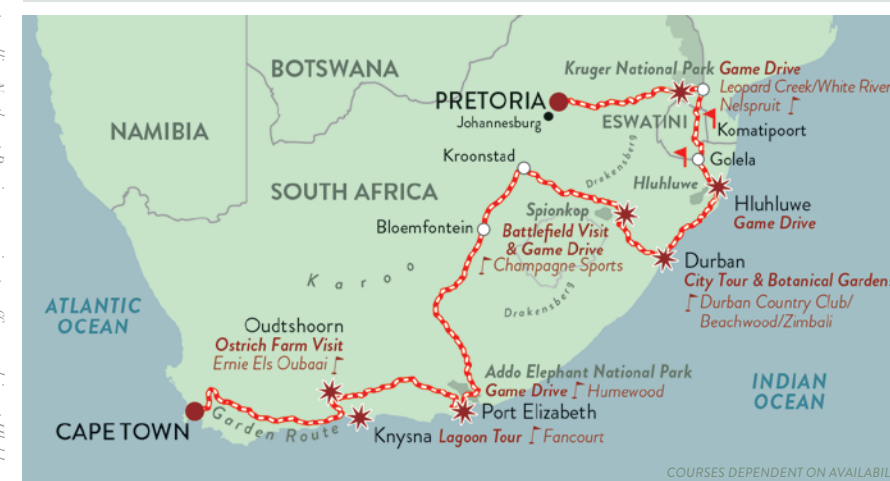 BOTSWANA
Kruger National Park Game Drive
Leopard Creek/White River
Nelspruit
PRETORIA
Johannesburg
ESWATINI
Komatipoort
NAMIBIA
Kroonstad
Drakensberg
Golela
SOUTH AFRICA
Hluhluwe
Hluhluwe
Game Drive
Spionkop
Battlefield Visit
& Game Drive
Champagne Sports
Bloemfontein
Durban
City Tour & Botanical Gardens
Durban Country Club/
Beachwood/Zimbali
Karoo
Drakensberg
ATLANTIC
OCEAN
Oudtshoorn
Ostrich Farm Visit
Ernie Els Oubaai
Addo Elephant National Park
Game Drive Humewood
Port Elizabeth
INDIAN
OCEAN
CAPE TOWN
Garden Route
Knysna Lagoon Tour Fancourt
COURSES DEPENDENT ON AVAILABIL